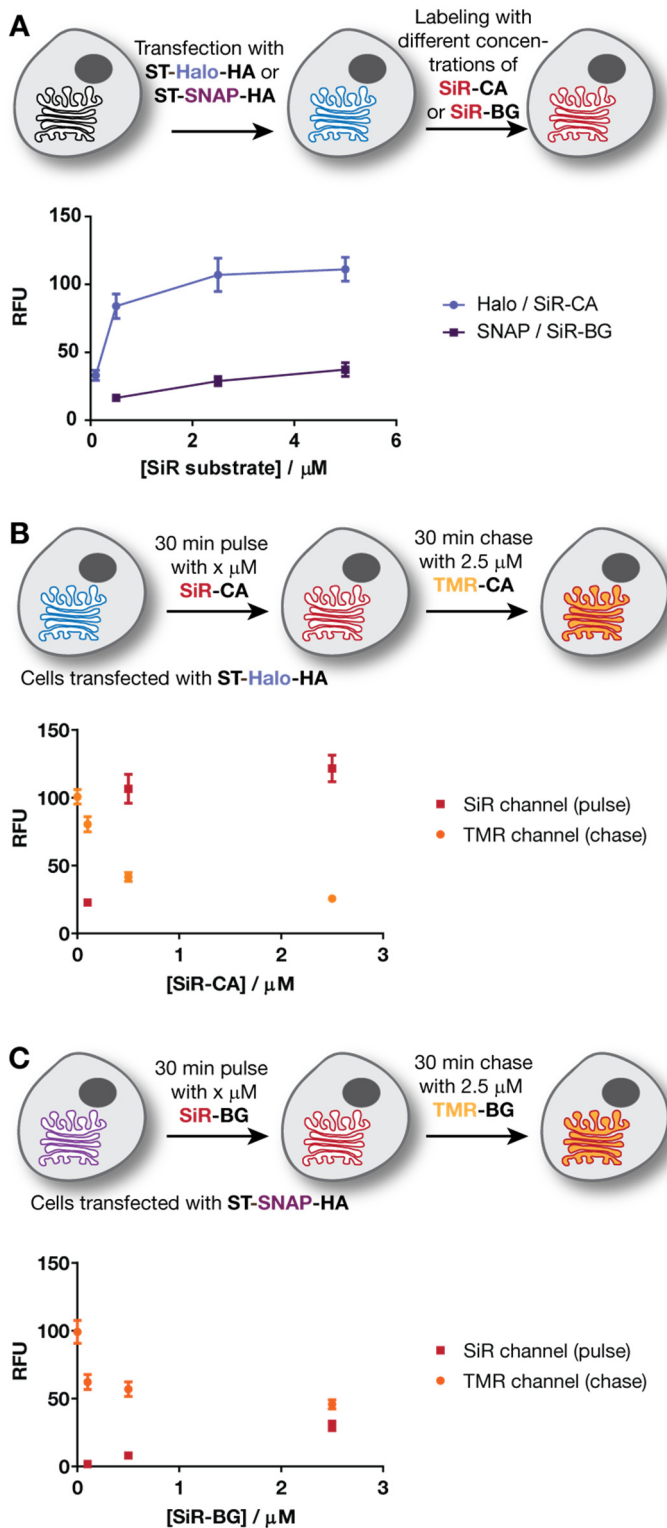 A
Transfection with
ST-Halo-HA or
ST-SNAP-HA
Labeling with
different concen-
trations of
SiR-CA
or SiR-BG
150
100
50
0
RFU
0
2
4
6
[SiR substrate] / μM
Halo / SiR-CA
SNAP / SiR-BG
B
30 min pulse
with x μM
SiR-CA
30 min chase
with 2.5 μM
TMR-CA
Cells transfected with ST-Halo-HA
150
100
50
0
RFU
0
1
2
3
[SiR-CA] / μM
SiR channel (pulse)
TMR channel (chase)
C
30 min pulse
with x μM
SiR-BG
30 min chase
with 2.5 μM
TMR-BG
Cells transfected with ST-SNAP-HA
150
100
50
0
RFU
0
1
2
3
[SiR-BG] / μM
SiR channel (pulse)
TMR channel (chase)